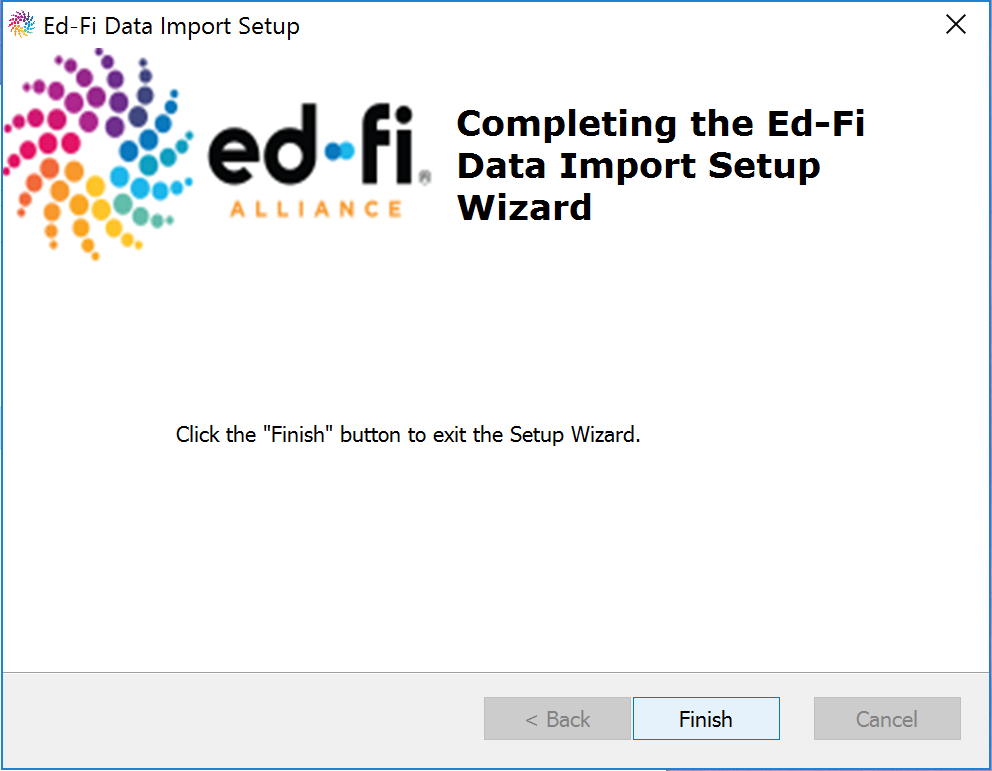 Ed-Fi Data Import Setup
ed-fi®
ALLIANCE
Completing the Ed-Fi
Data Import Setup
Wizard
Click the "Finish" button to exit the Setup Wizard.
< Back
Finish
Cancel